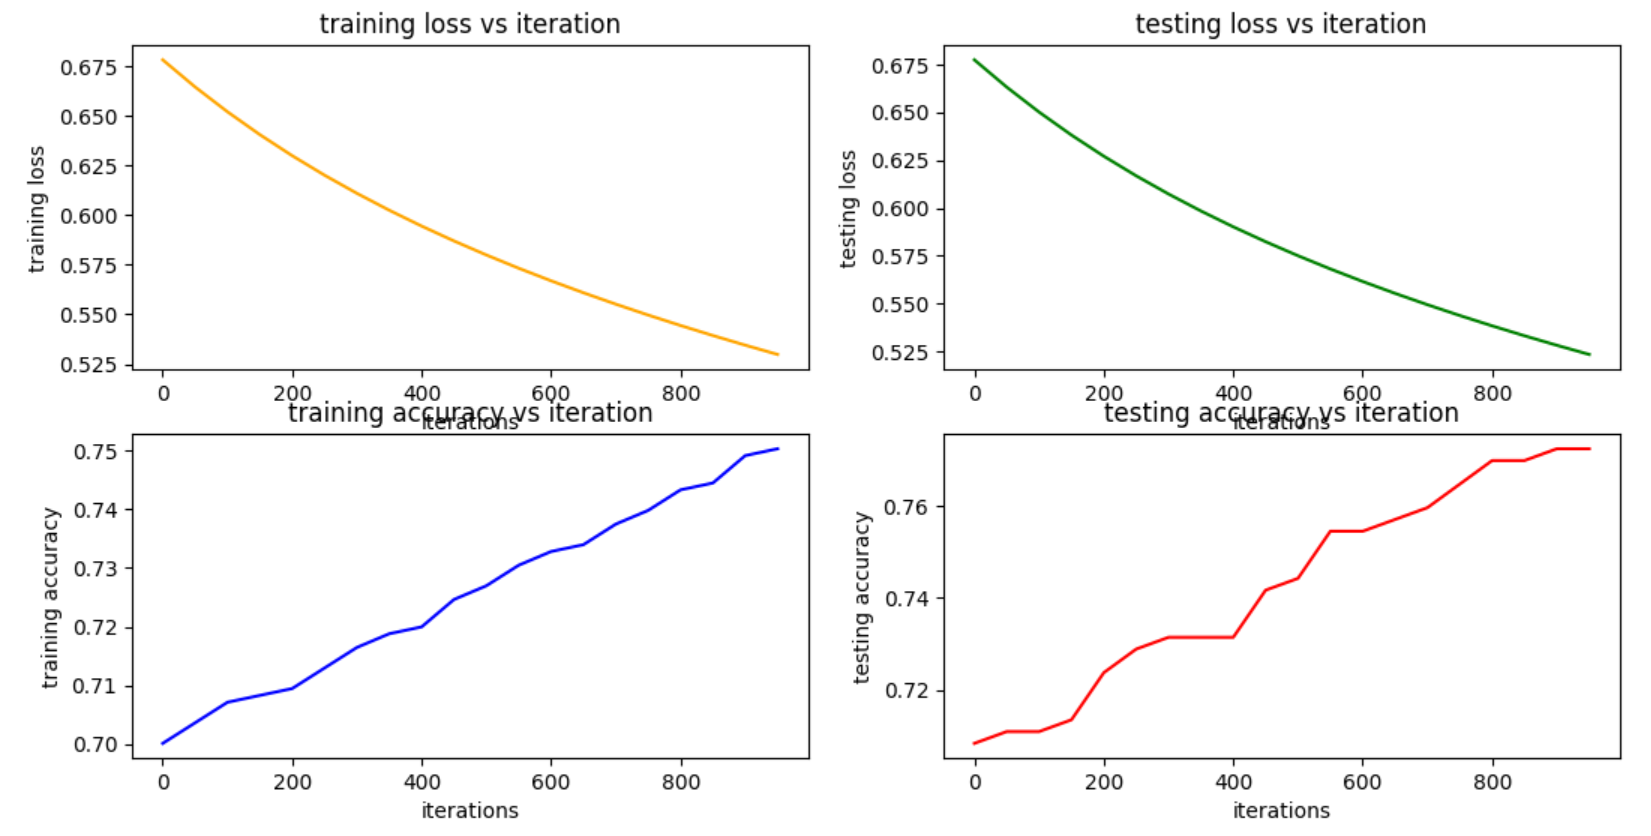 training loss vs iteration
training loss
0.675
0.650
0.625
0.600
0.575
0.550
0.525
0 200 400 600 800
iterations
testing loss vs iteration
testing loss
0.675
0.650
0.625
0.600
0.575
0.550
0.525
0 200 400 600 800
iterations
training accuracy vs iteration
training accuracy
0.75
0.74
0.73
0.72
0.71
0.70
0 200 400 600 800
iterations
testing accuracy vs iteration
testing accuracy
0.76
0.74
0.72
0 200 400 600 800
iterations